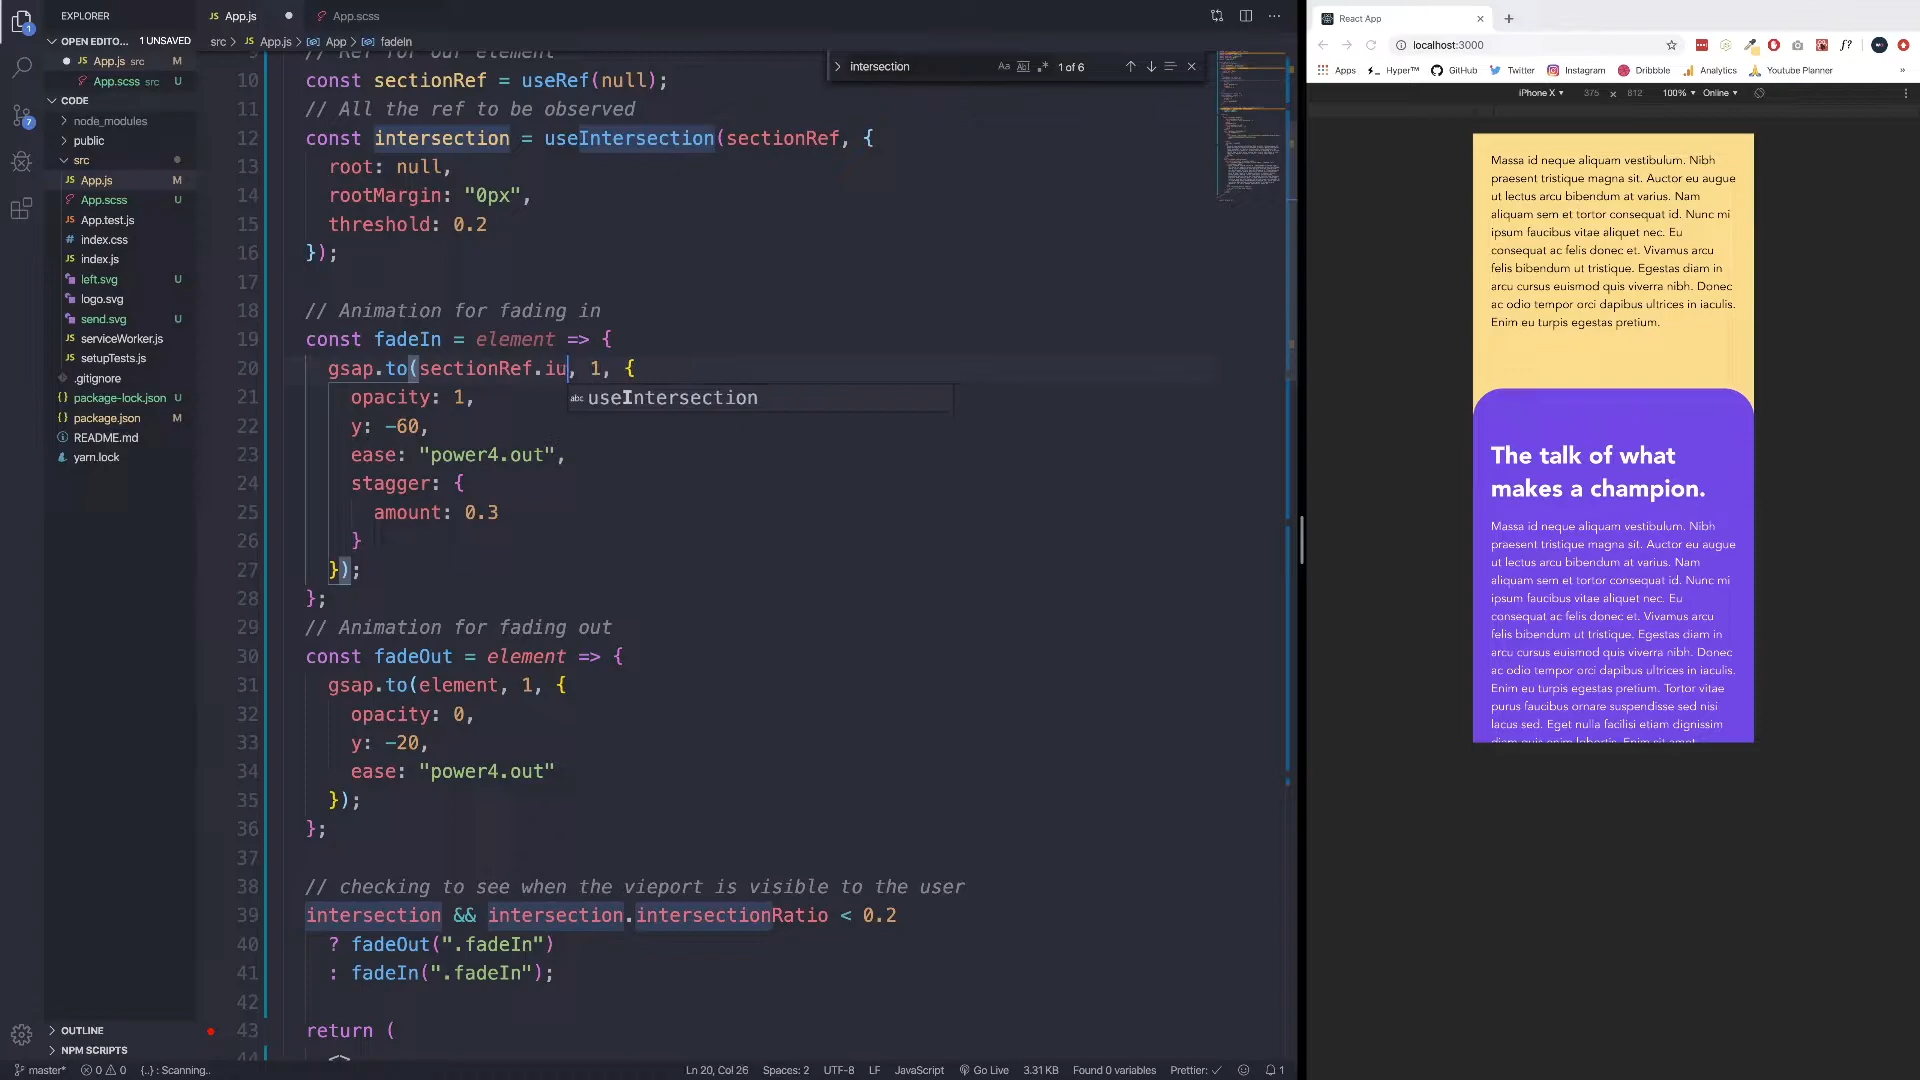 EXPLORER
OPEN EDITO... 1 UNSAVED
App.js src M
App.scss src U
CODE
node_modules
public
src
App.js M
App.scss U
App.test.js
index.css
index.js
left.svg U
logo.svg
send.svg U
serviceWorker.js
setupTests.js
.gitignore
package-lock.json U
package.json M
README.md
yarn.lock
OUTLINE
NPM SCRIPTS
App.js
App.scss
src > App.js > App > fadeIn
intersection Aa 1 of 6
// Ref for our element
10 const sectionRef = useRef(null);
11 // All the ref to be observed
12 const intersection = useIntersection(sectionRef, {
13 root: null,
14 rootMargin: "0px",
15 threshold: 0.2
16 });
17
18 // Animation for fading in
19 const fadeIn = element => {
20 gsap.to(sectionRef.iu, 1, {
abc useIntersection
21 opacity: 1,
22 y: -60,
23 ease: "power4.out",
24 stagger: {
25 amount: 0.3
26 }
27 });
28 };
29 // Animation for fading out
30 const fadeOut = element => {
31 gsap.to(element, 1, {
32 opacity: 0,
33 y: -20,
34 ease: "power4.out"
35 });
36 };
37
38 // checking to see when the vieport is visible to the user
39 intersection && intersection.intersectionRatio < 0.2
40 ? fadeOut(".fadeIn")
41 : fadeIn(".fadeIn");
42
43 return (
44 <>
master* 0 0 {..} : Scanning..
Ln 20, Col 26 Spaces: 2 UTF-8 LF JavaScript Go Live 3.31 KB Found 0 variables Prettier: ✓ 1
React App
localhost:3000
Apps Hyper™ GitHub Twitter Instagram Dribbble Analytics Youtube Planner »
iPhone X ▾ 375 × 812 100% ▾ Online ▾
Massa id neque aliquam vestibulum. Nibh
praesent tristique magna sit. Auctor eu augue
ut lectus arcu bibendum at varius. Nam
aliquam sem et tortor consequat id. Nunc mi
ipsum faucibus vitae aliquet nec. Eu
consequat ac felis donec et. Vivamus arcu
felis bibendum ut tristique. Egestas diam in
arcu cursus euismod quis viverra nibh. Donec
ac odio tempor orci dapibus ultrices in iaculis.
Enim eu turpis egestas pretium.
The talk of what
makes a champion.
Massa id neque aliquam vestibulum. Nibh
praesent tristique magna sit. Auctor eu augue
ut lectus arcu bibendum at varius. Nam
aliquam sem et tortor consequat id. Nunc mi
ipsum faucibus vitae aliquet nec. Eu
consequat ac felis donec et. Vivamus arcu
felis bibendum ut tristique. Egestas diam in
arcu cursus euismod quis viverra nibh. Donec
ac odio tempor orci dapibus ultrices in iaculis.
Enim eu turpis egestas pretium. Tortor vitae
purus faucibus ornare suspendisse sed nisi
lacus sed. Eget nulla facilisi etiam dignissim
diam quis enim lobortis. Enim sit amet